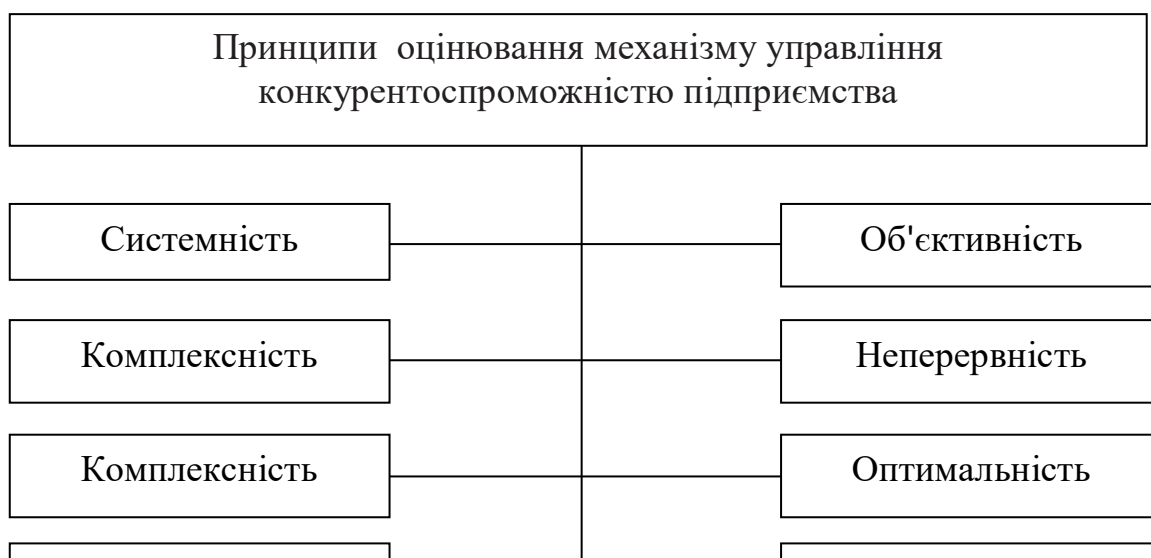 Принципи оцінювання механізму управління
конкурентоспроможністю підприємства
Системність
Об'єктивність
Комплексність
Неперервність
Комплексність
Оптимальність